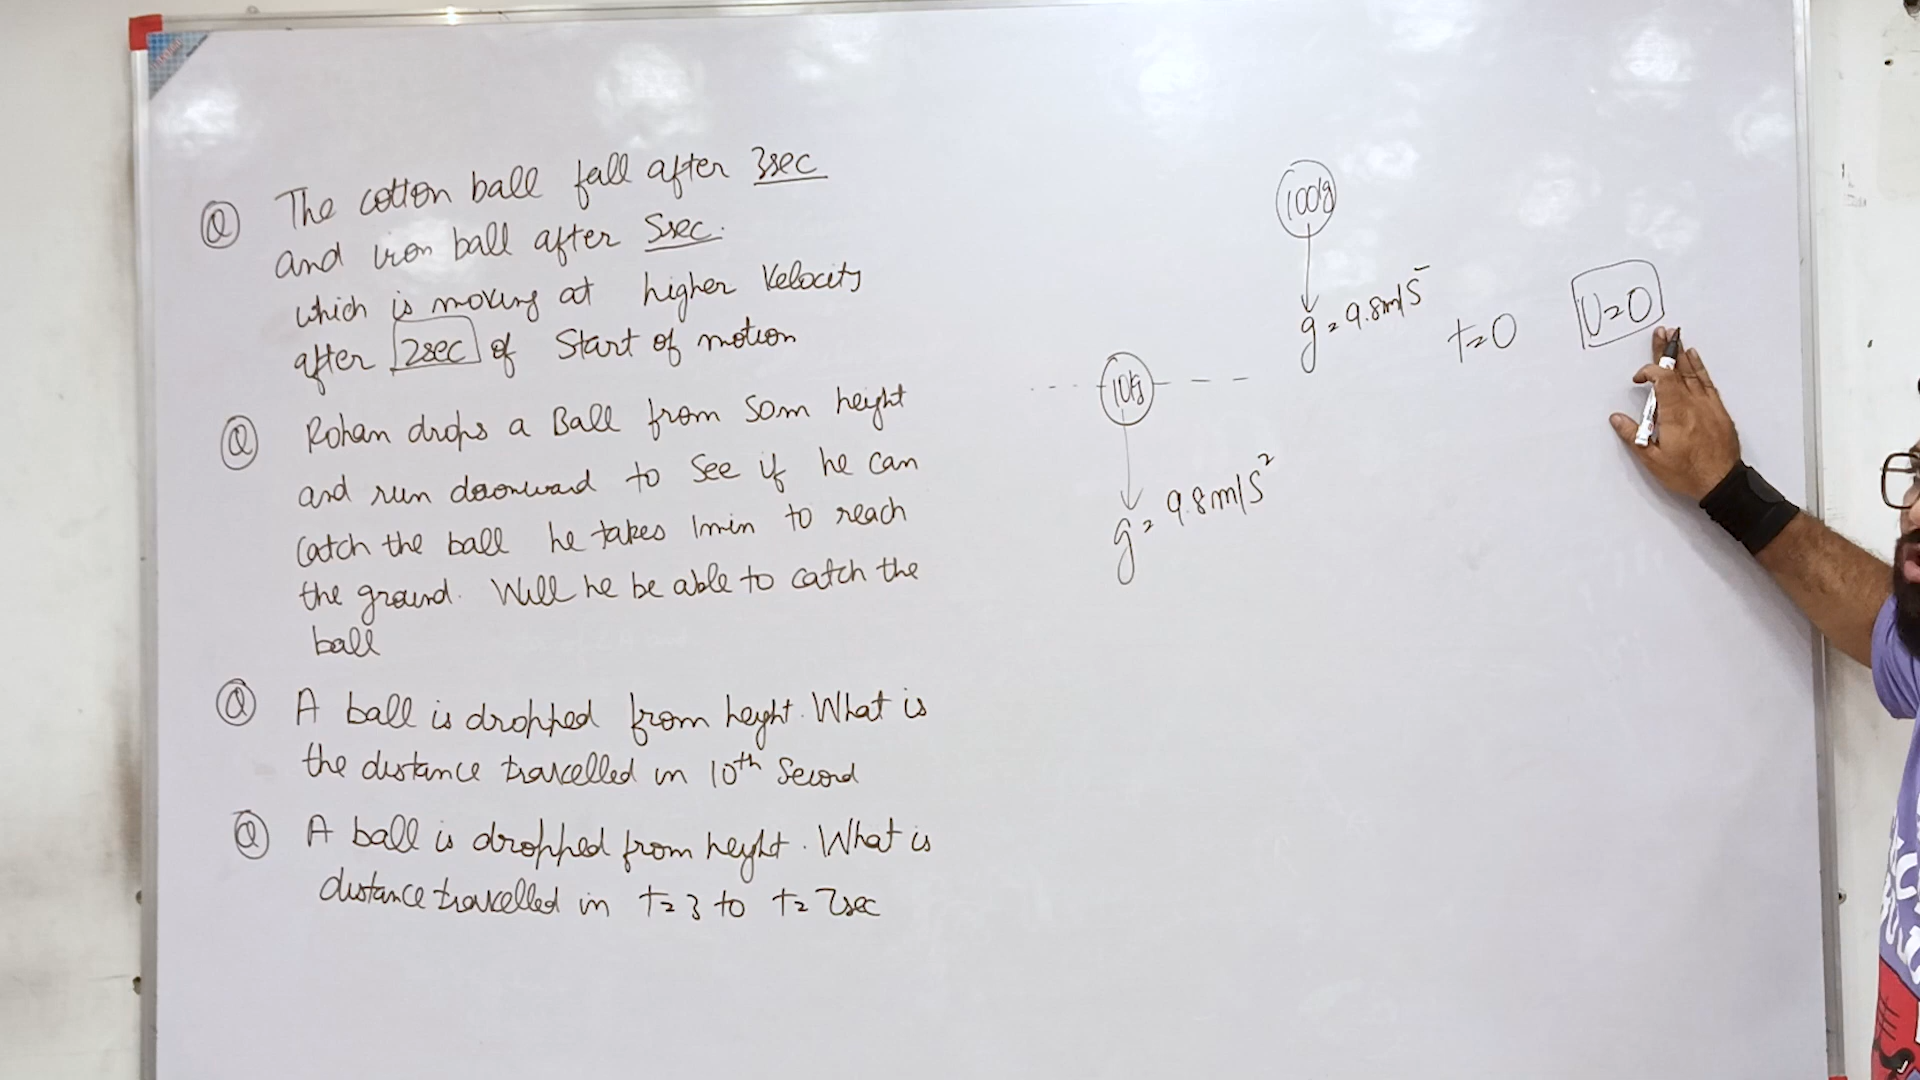 Q The cotton ball fall after 3sec
and iron ball after 5sec.
which is moving at higher velocity
after 2sec of Start of motion
Q Rohan drops a Ball from 50m height
and run downward to See if he can
catch the ball he takes 1min to reach
the ground. Will he be able to catch the
ball
Q A ball is dropped from height. What is
the distance travelled in 10th Second
Q A ball is dropped from height. What is
distance travelled in t=3 to t=7sec
100kg
g=9.8m/s
t=0
U=0
10kg
g=9.8m/s²